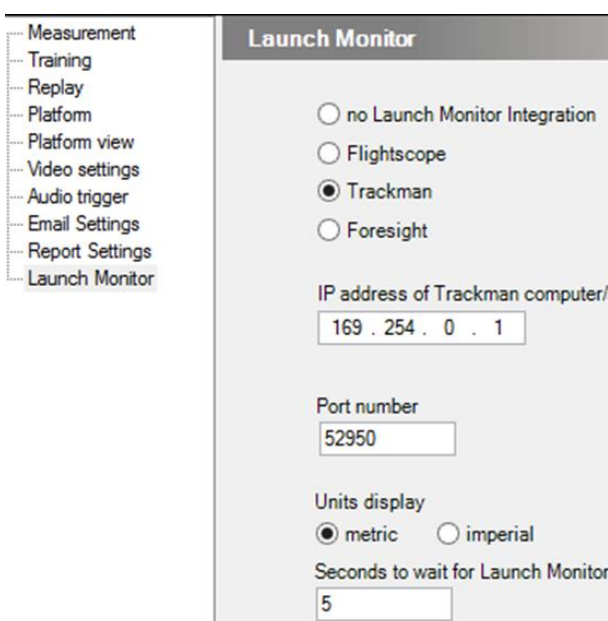 Measurement
Training
Replay
Platform
Platform view
Video settings
Audio trigger
Email Settings
Report Settings
Launch Monitor
Launch Monitor
no Launch Monitor Integration
Flightscope
Trackman
Foresight
IP address of Trackman computer/
169 . 254 . 0 . 1
Port number
52950
Units display
metric imperial
Seconds to wait for Launch Monitor
5